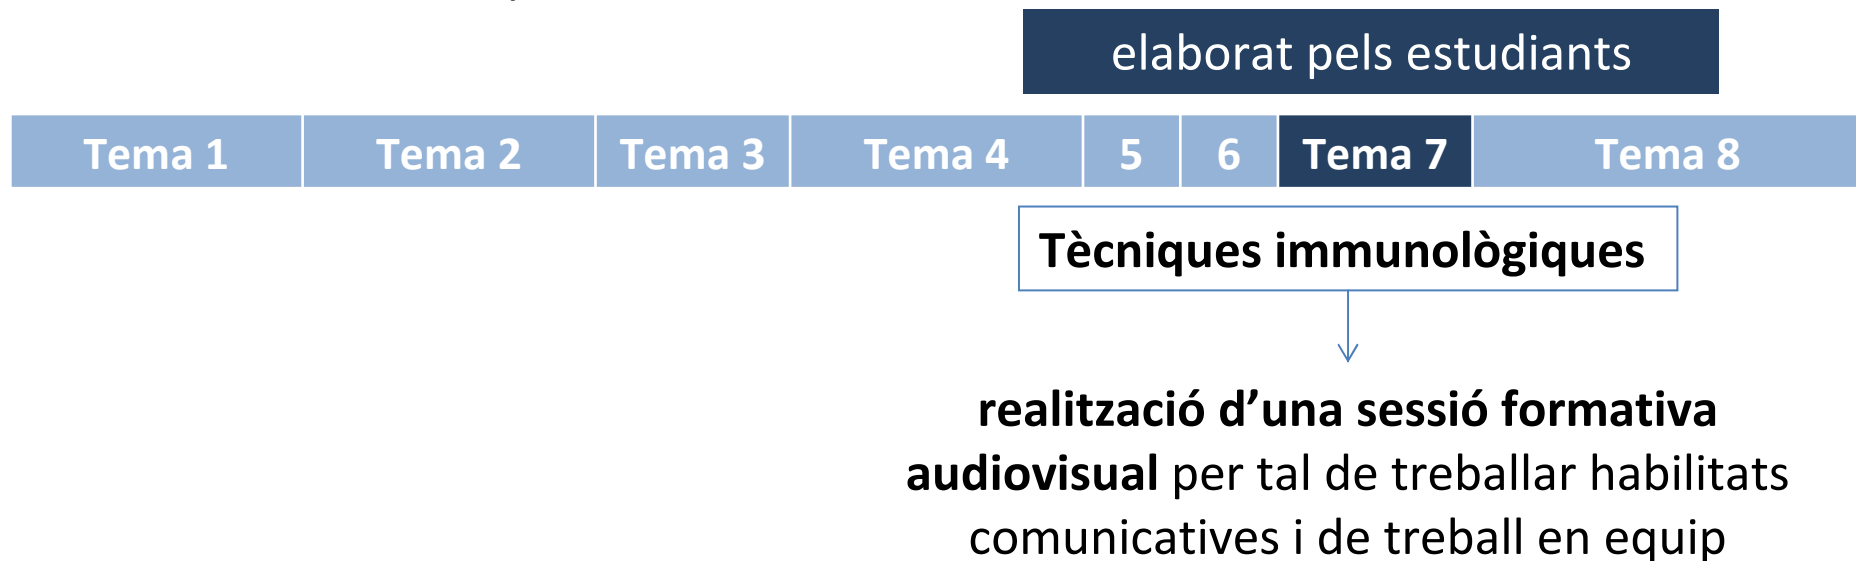 elaborat pels estudiants
Tema 1 Tema 2 Tema 3 Tema 4 5 6 Tema 7 Tema 8
Tècniques immunològiques
realització d’una sessió formativa
audiovisual per tal de treballar habilitats
comunicatives i de treball en equip